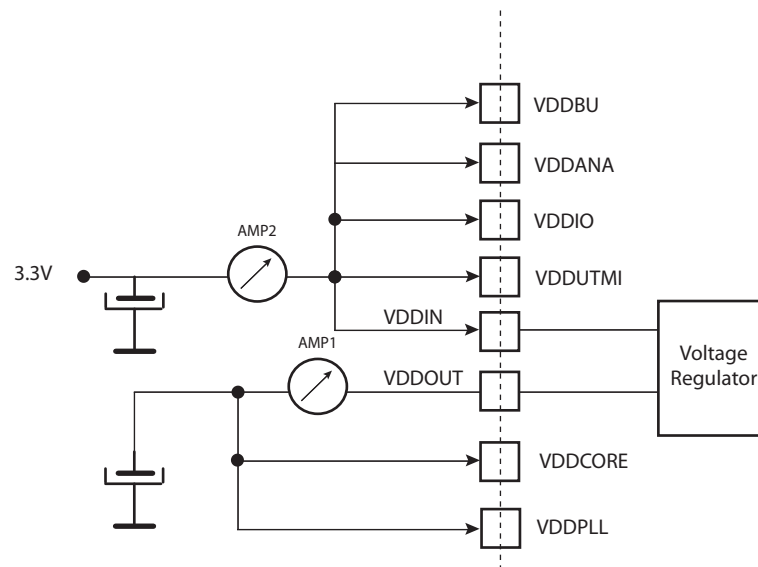 VDDBU
VDDANA
VDDIO
AMP2
3.3V
VDDUTMI
VDDIN
AMP1
VDDOUT
Voltage
Regulator
VDDCORE
VDDPLL